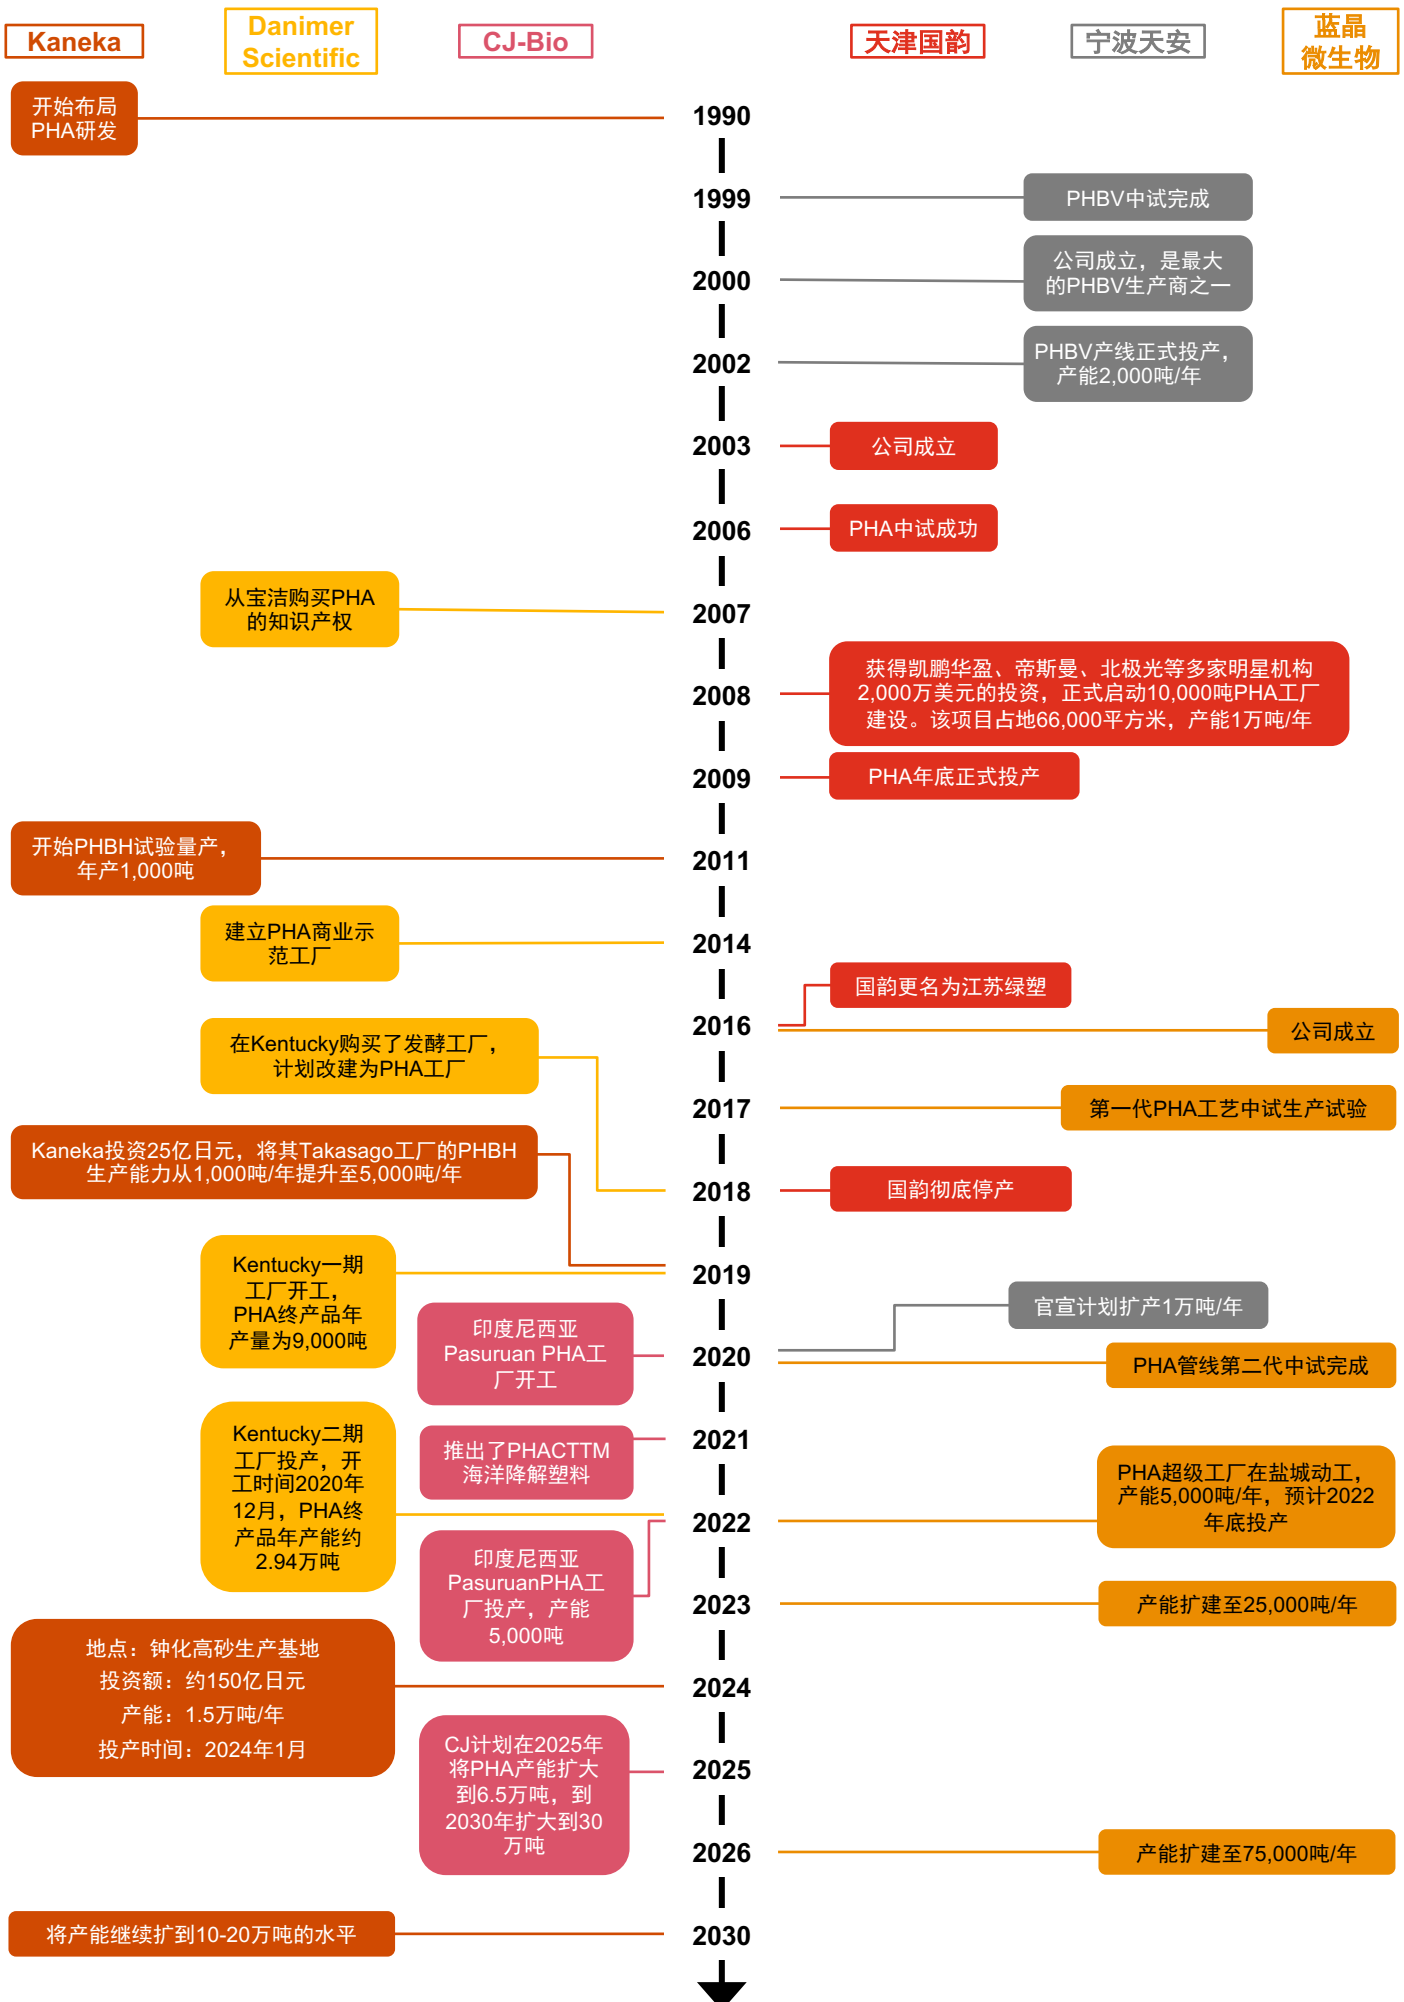 Kaneka
Danimer
Scientific
CJ-Bio
天津国韵
宁波天安
蓝晶
微生物
开始布局
PHA研发
1990
1999
PHBV中试完成
2000
公司成立，是最大
的PHBV生产商之一
2002
PHBV产线正式投产，
产能2,000吨/年
2003
公司成立
2006
PHA中试成功
从宝洁购买PHA
的知识产权
2007
2008
获得凯鹏华盈、帝斯曼、北极光等多家明星机构
2,000万美元的投资，正式启动10,000吨PHA工厂
建设。该项目占地66,000平方米，产能1万吨/年
2009
PHA年底正式投产
开始PHBH试验量产，
年产1,000吨
2011
建立PHA商业示
范工厂
2014
国韵更名为江苏绿塑
2016
公司成立
在Kentucky购买了发酵工厂，
计划改建为PHA工厂
2017
第一代PHA工艺中试生产试验
Kaneka投资25亿日元，将其Takasago工厂的PHBH
生产能力从1,000吨/年提升至5,000吨/年
2018
国韵彻底停产
Kentucky一期
工厂开工，
PHA终产品年
产量为9,000吨
2019
官宣计划扩产1万吨/年
印度尼西亚
Pasuruan PHA工
厂开工
2020
PHA管线第二代中试完成
Kentucky二期
工厂投产，开
工时间2020年
12月，PHA终
产品年产能约
2.94万吨
推出了PHACTTM
海洋降解塑料
2021
PHA超级工厂在盐城动工，
产能5,000吨/年，预计2022
年底投产
2022
印度尼西亚
PasuruanPHA工
厂投产，产能
5,000吨
2023
产能扩建至25,000吨/年
地点：钟化高砂生产基地
投资额：约150亿日元
产能：1.5万吨/年
投产时间：2024年1月
2024
CJ计划在2025年
将PHA产能扩大
到6.5万吨，到
2030年扩大到30
万吨
2025
2026
产能扩建至75,000吨/年
将产能继续扩到10-20万吨的水平
2030